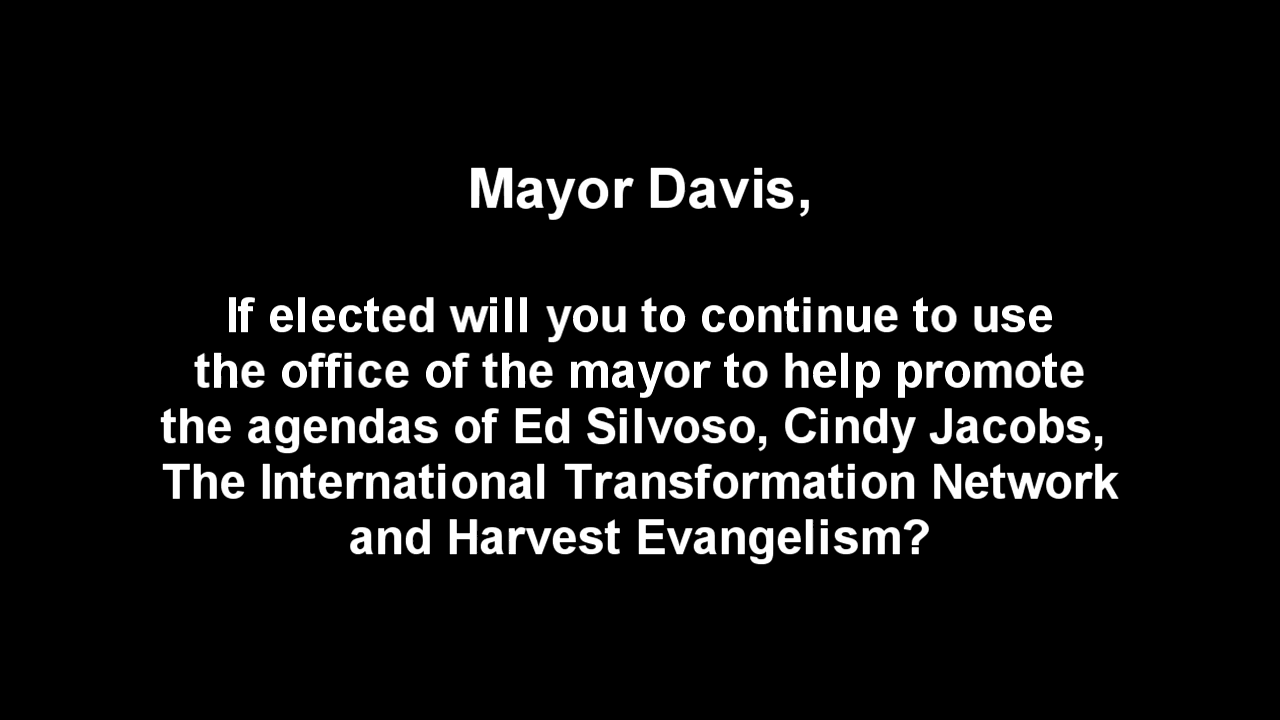 Mayor Davis,
If elected will you to continue to use
the office of the mayor to help promote
the agendas of Ed Silvoso, Cindy Jacobs,
The International Transformation Network
and Harvest Evangelism?